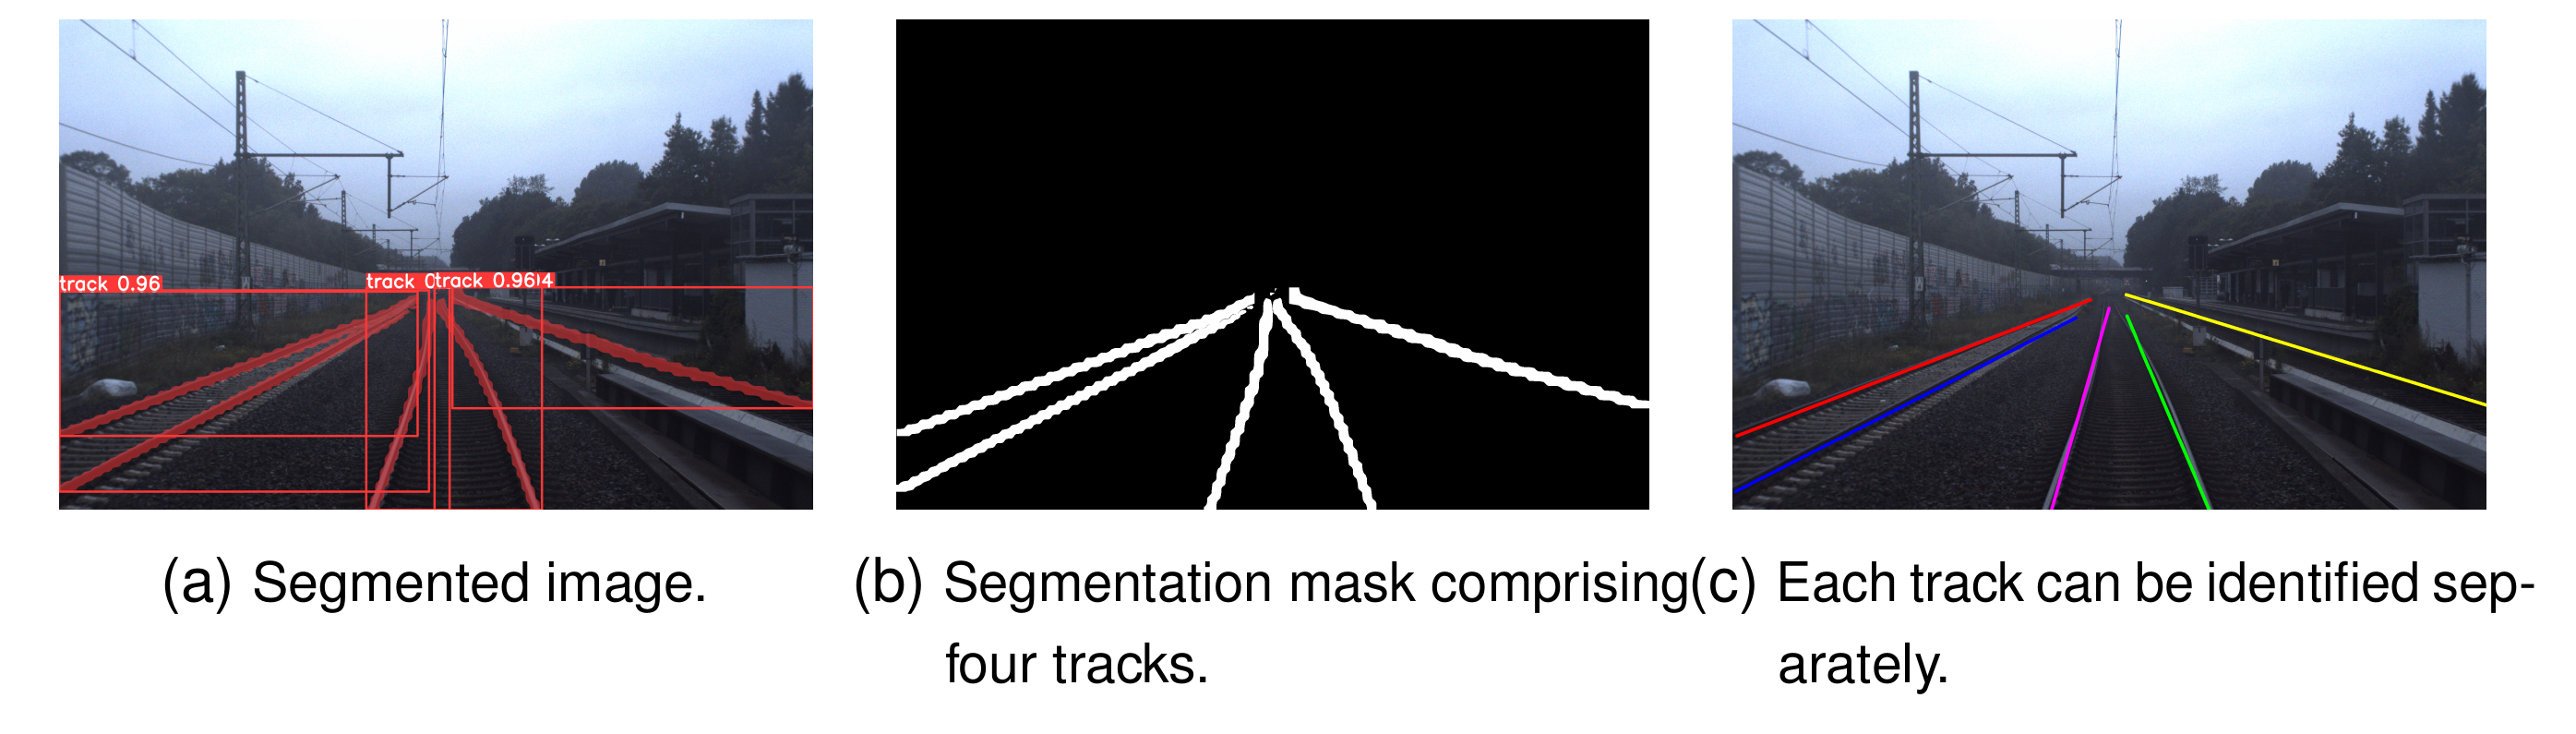 track 0.96
track 0
track 0.96
4
(a) Segmented image.
(b) Segmentation mask comprising
four tracks.
(c) Each track can be identified sep-
arately.